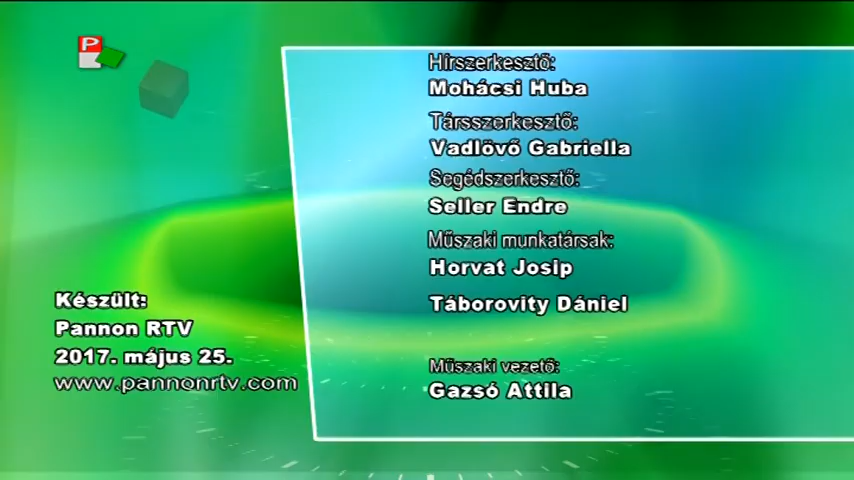 P
Hírszerkesztő:
Mohácsi Huba
Társszerkesztő:
Vadlövő Gabriella
Segédszerkesztő:
Seller Endre
Műszaki munkatársak:
Horvat Josip
Táborovity Dániel
Műszaki vezető:
Gazsó Attila
Készült:
Pannon RTV
2017. május 25.
www.pannonrtv.com